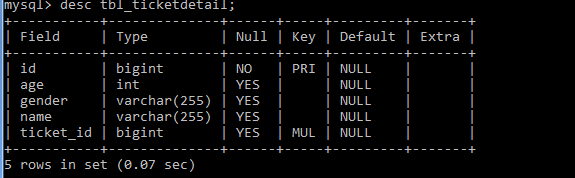 mysql> desc tbl_ticketdetail;
+-----------+--------------+------+-----+---------+-------+
| Field     | Type         | Null | Key | Default | Extra |
+-----------+--------------+------+-----+---------+-------+
| id        | bigint       | NO   | PRI | NULL    |       |
| age       | int          | YES  |     | NULL    |       |
| gender    | varchar(255) | YES  |     | NULL    |       |
| name      | varchar(255) | YES  |     | NULL    |       |
| ticket_id | bigint       | YES  | MUL | NULL    |       |
+-----------+--------------+------+-----+---------+-------+
5 rows in set (0.07 sec)